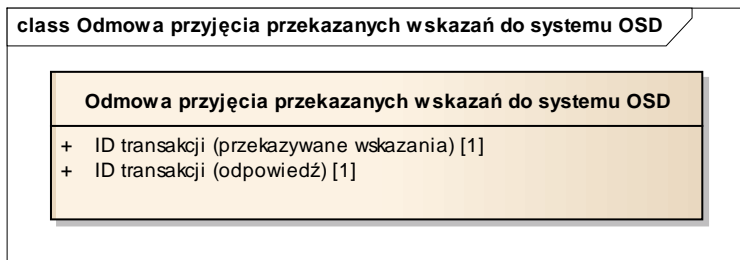 class Odmowa przyjęcia przekazanych wskazań do systemu OSD
Odmowa przyjęcia przekazanych wskazań do systemu OSD
+ ID transakcji (przekazywane wskazania) [1]
+ ID transakcji (odpowiedź) [1]